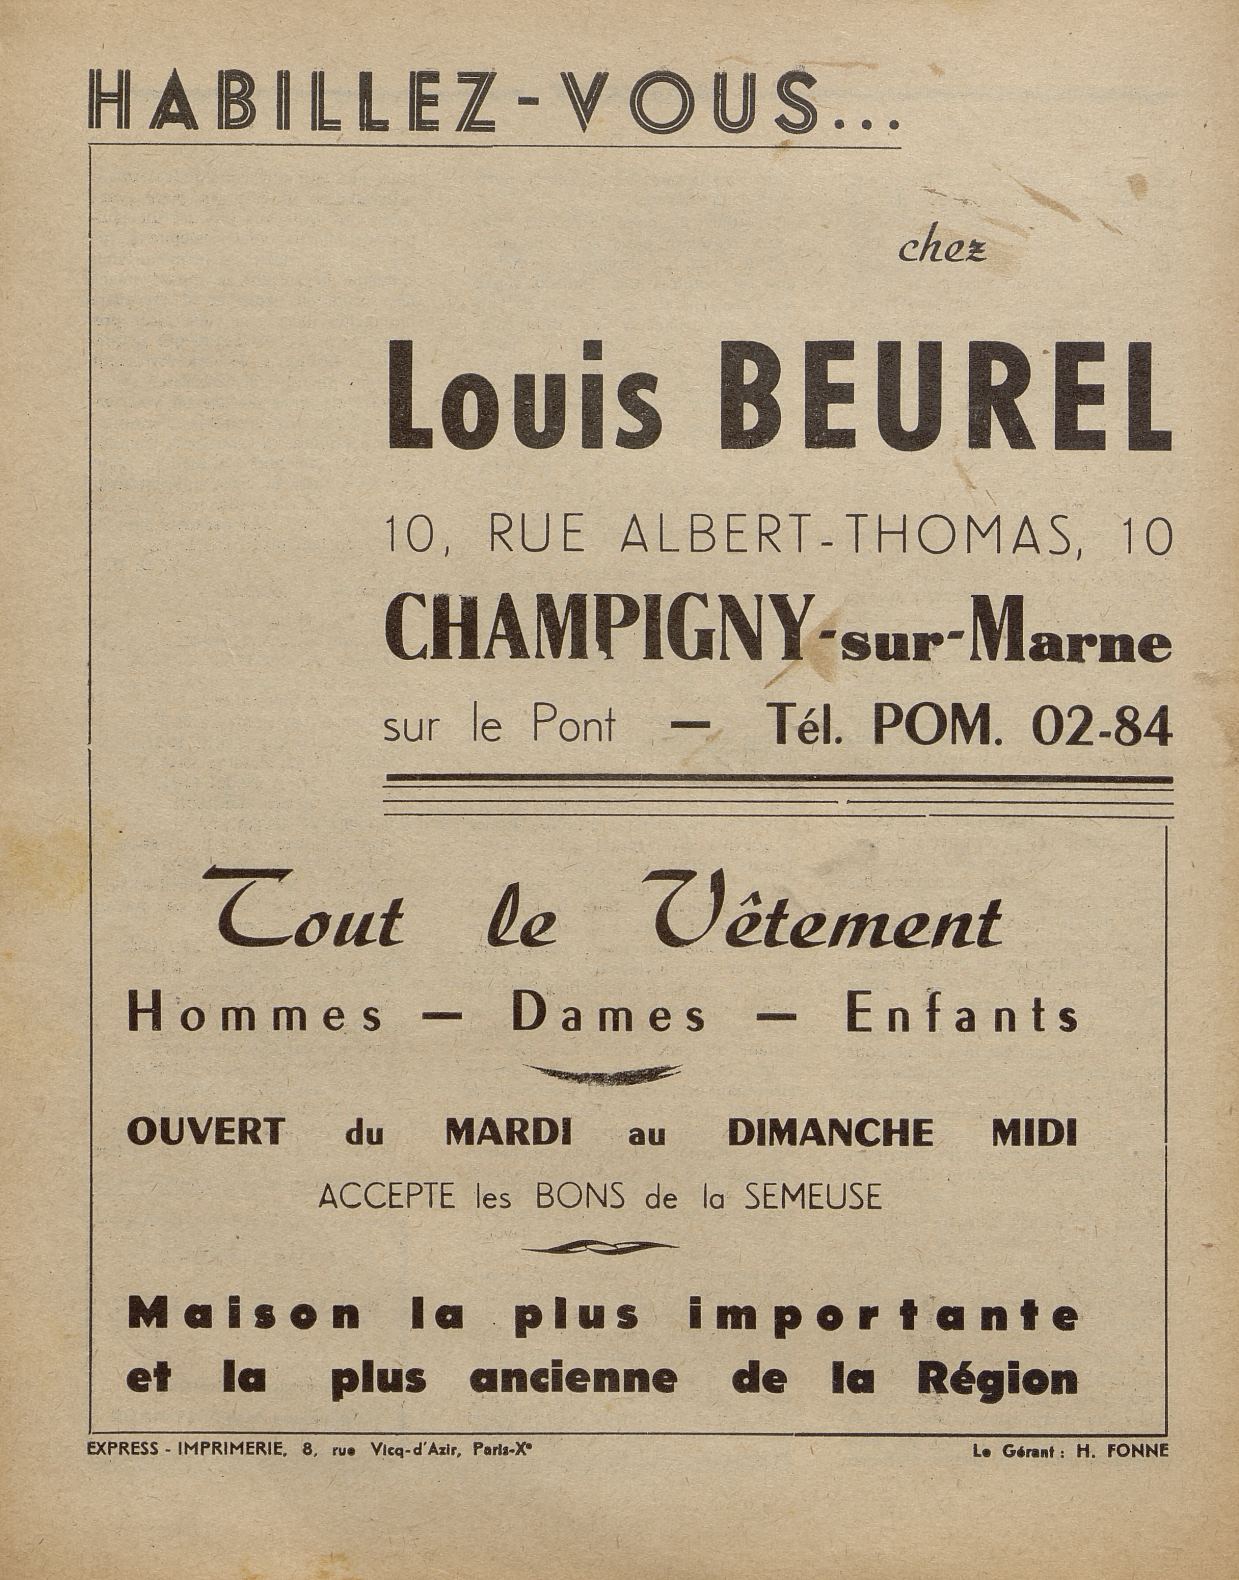 HABILLEZ-VOUS...
chez
Louis BEUREL
10, RUE ALBERT-THOMAS, 10
CHAMPIGNY-sur-Marne
sur le Pont — Tél. POM. 02-84
Tout le Vêtement
Hommes — Dames — Enfants
OUVERT du MARDI au DIMANCHE MIDI
ACCEPTE les BONS de la SEMEUSE
Maison la plus importante
et la plus ancienne de la Région
EXPRESS - IMPRIMERIE, 8, rue Vicq-d'Azir, Paris-Xe
Le Gérant : H. FONNE